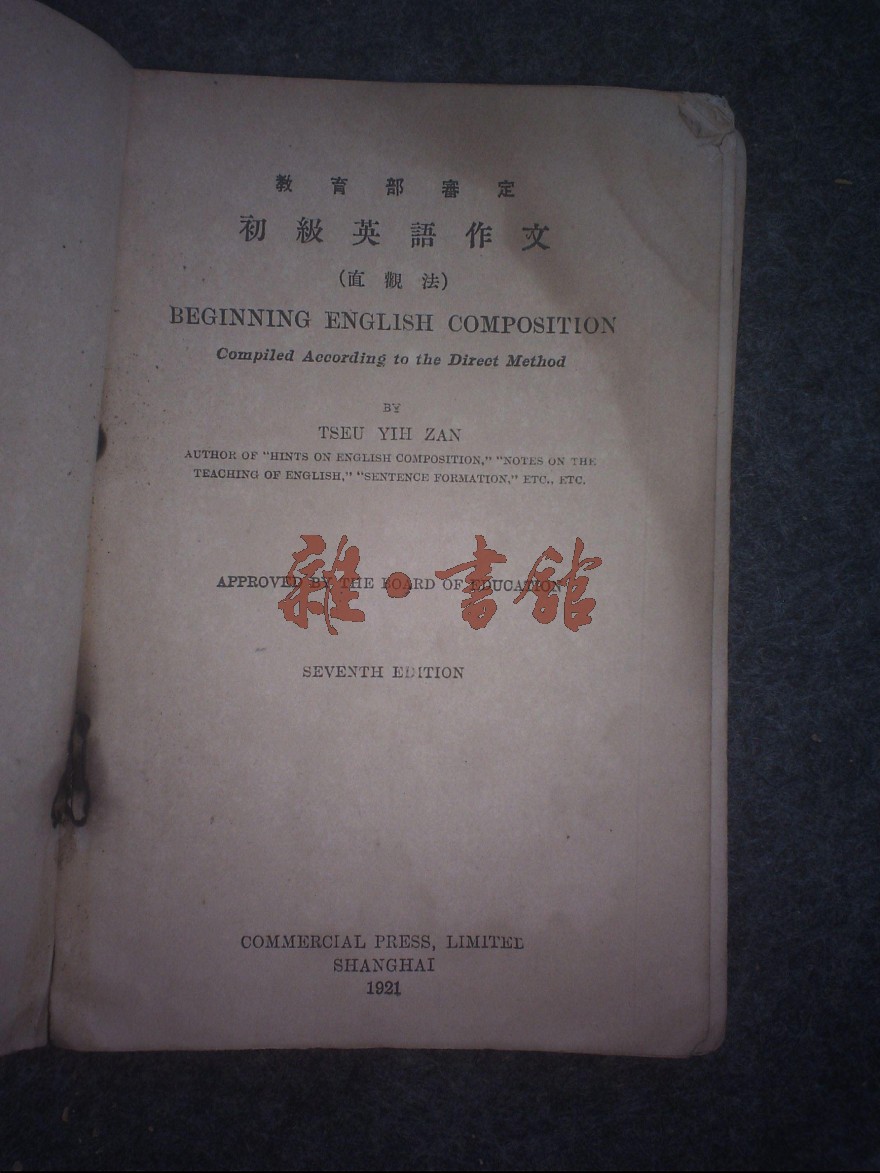 教育部審定
初級英語作文
(直觀法)
BEGINNING ENGLISH COMPOSITION
Compiled According to the Direct Method
BY
TSEU YIH ZAN
AUTHOR OF "HINTS ON ENGLISH COMPOSITION," "NOTES ON THE
TEACHING OF ENGLISH," "SENTENCE FORMATION," ETC., ETC.
雜·書館
APPROVED BY THE BOARD OF EDUCATION
SEVENTH EDITION
COMMERCIAL PRESS, LIMITED
SHANGHAI
1921